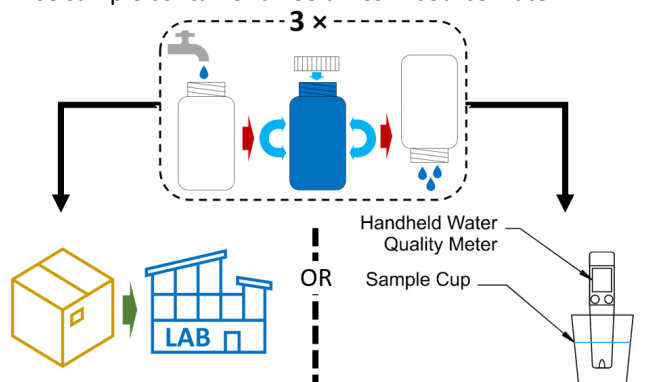 3 ×
Handheld Water
Quality Meter
OR
Sample Cup
LAB